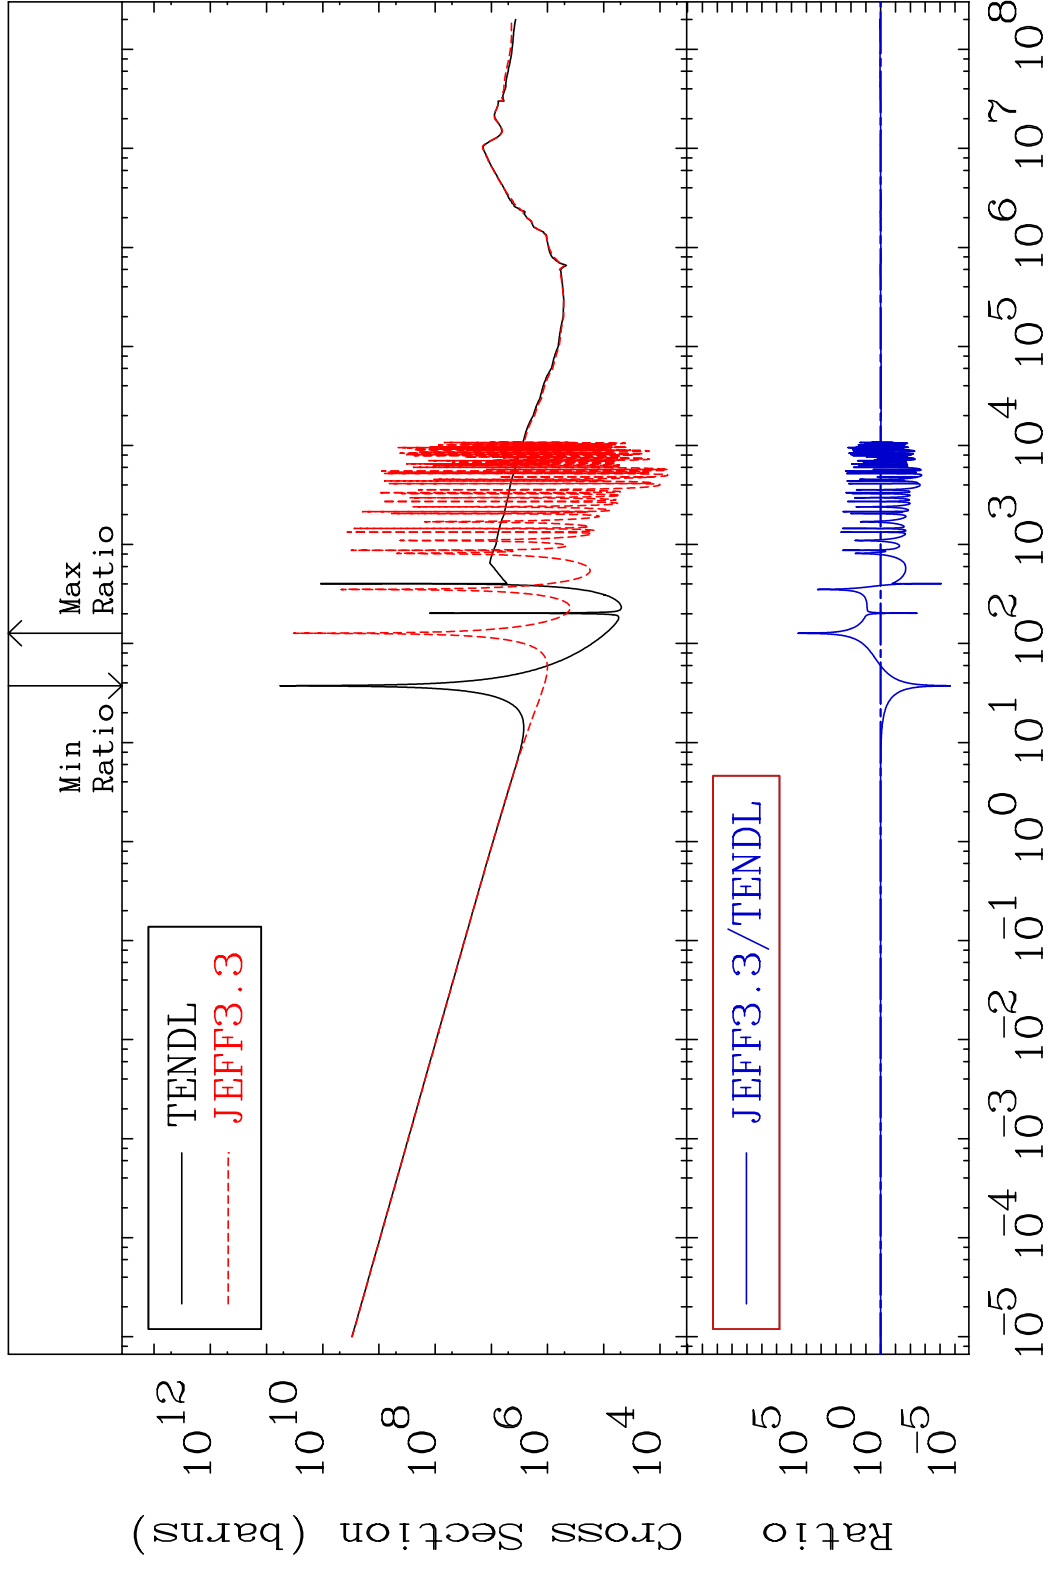 Min
Ratio
Max
Ratio
TENDL
JEFF3.3
Cross Section (barns)
10^12
10^10
10^8
10^6
10^4
JEFF3.3/TENDL
Ratio
10^5
10^0
10^-5
10^-5 10^-4 10^-3 10^-2 10^-1 10^0 10^1 10^2 10^3 10^4 10^5 10^6 10^7 10^8